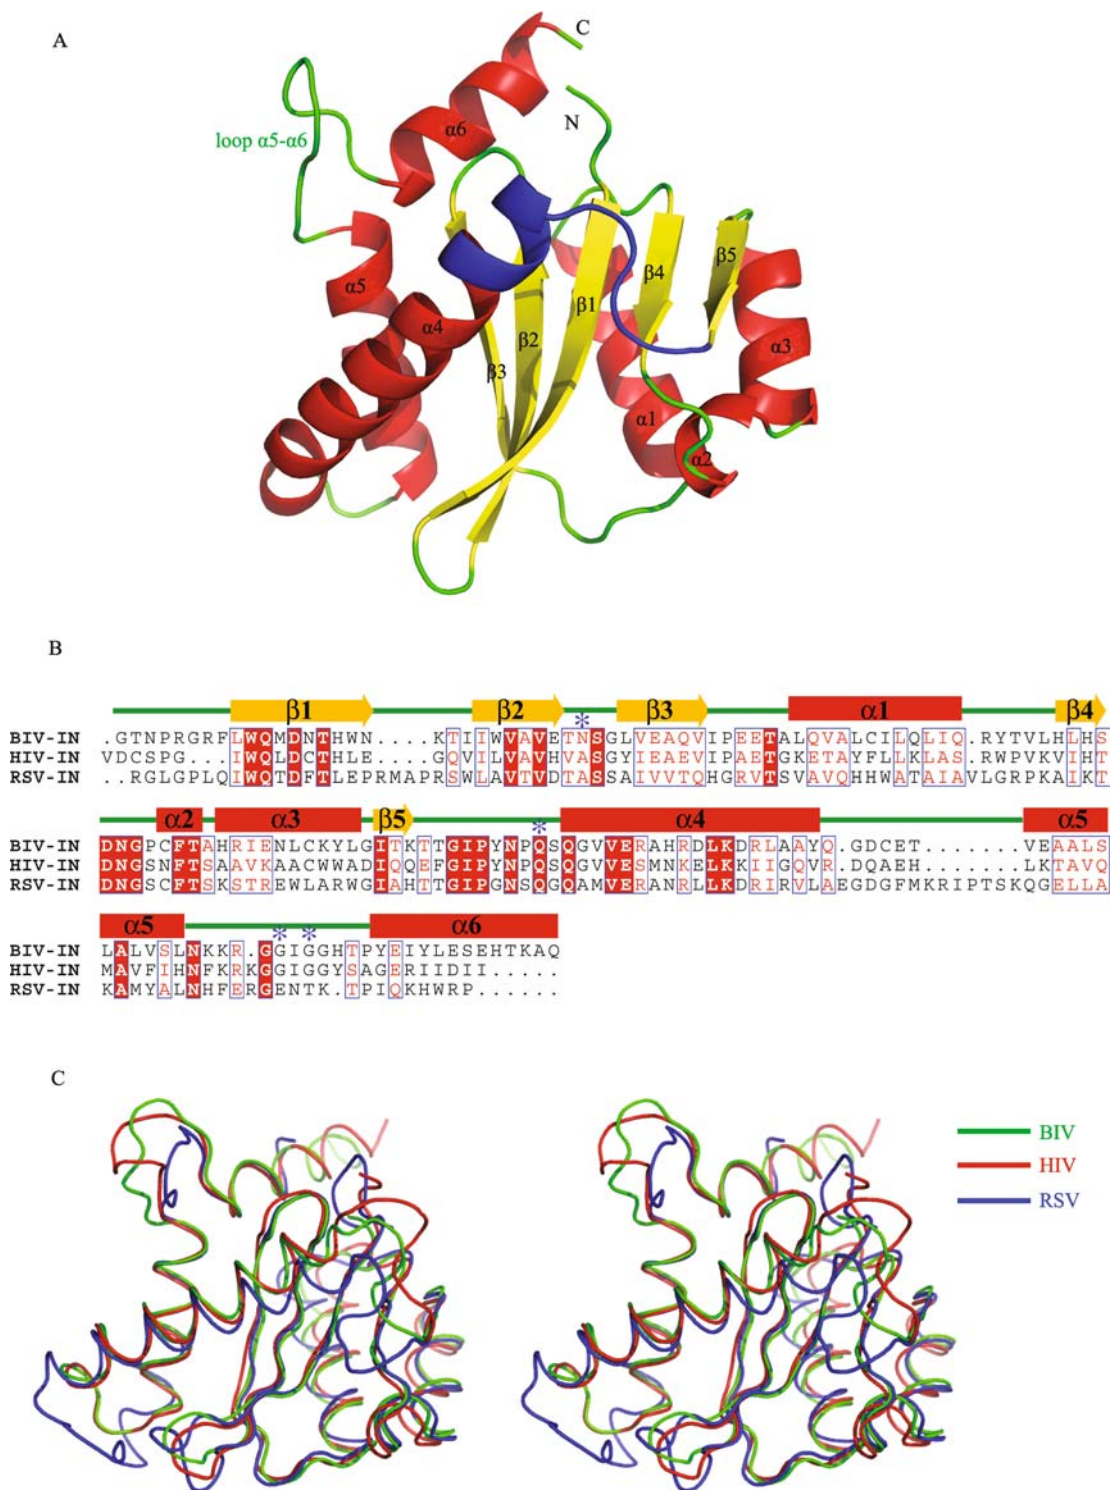 A
C
N
loop α5-α6
α6
α5
α4
β3
β2
β1
β4
β5
α3
α1
α2
B
β1 β2 β3 α1 β4
*
BIV-IN .GTNPRGRFLWQMDNTHWN....KTIIWVAVETNSGLVEAQVIPEETALQVALCILQLIQ.RYTVLHLHS
HIV-IN VDCSPG...IWQLDCTHLE...GQVILVAVHVASGYIEAEVIPAETGKETAYFLLKLAS.RWPVKVIHT
RSV-IN ..RGLGPLQIWQTDFTLEPRMAPRSWLAVTVDTASSAIVVTQHGRVTSVAVQHHWATAIAVLGRPKAIKT
α2 α3 β5 α4 α5
*
BIV-IN DNGPCFTAHRIENLCKYLGITKTTGIPYNPQSQGVVERAHRDLKDRLAAYQ.GDCET.......VEAALS
HIV-IN DNGSNFTSAAVKAACWWADIQQEFGIPYNPQSQGVVESMNKELKKIIGQVR.DQAEH.......LKTAVQ
RSV-IN DNGSCFTSKSTREWLARWGIAHTTGIPGNSQGQAMVERANRLLKDRIRVLAEGDGFMKRIPTSKQGELLA
α5 α6
* *
BIV-IN LALVSLNKKR.GGIGGHTPYEIYLESEHTKAQ
HIV-IN MAVFIHNFKRKGGIGGYSAGERIIDII.....
RSV-IN KAMYALNHFERGENTK.TPIQKHWRP......
C
BIV
HIV
RSV